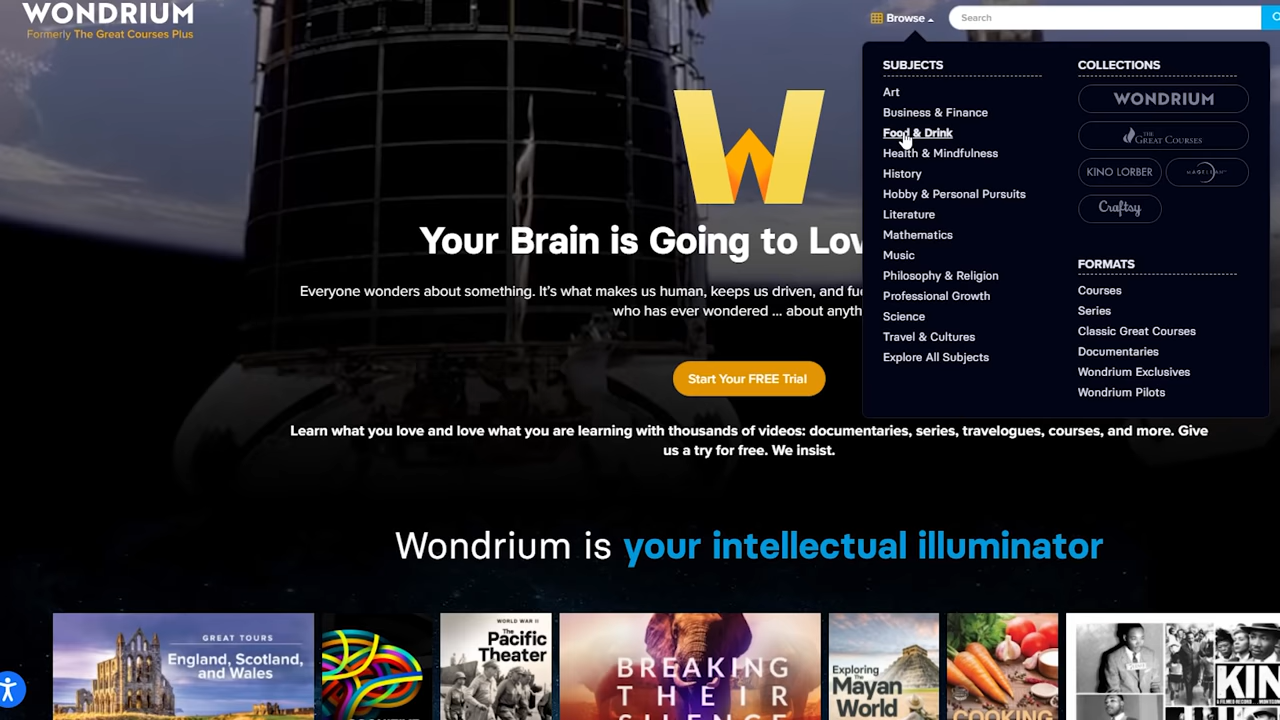 WONDRIUM
Formerly The Great Courses Plus
Browse
Search
SUBJECTS
Art
Business & Finance
Food & Drink
Health & Mindfulness
History
Hobby & Personal Pursuits
Literature
Mathematics
Music
Philosophy & Religion
Professional Growth
Science
Travel & Cultures
Explore All Subjects
COLLECTIONS
WONDRIUM
THE GREAT COURSES
KINO LORBER
MAGELLAN
Craftsy
FORMATS
Courses
Series
Classic Great Courses
Documentaries
Wondrium Exclusives
Wondrium Pilots
W
Your Brain is Going to Lov
Everyone wonders about something. It's what makes us human, keeps us driven, and fue
who has ever wondered ... about anyth
Start Your FREE Trial
Learn what you love and love what you are learning with thousands of videos: documentaries, series, travelogues, courses, and more. Give
us a try for free. We insist.
Wondrium is your intellectual illuminator
GREAT TOURS
England, Scotland,
and Wales
WORLD WAR II
The Pacific
Theater
BREAKING
THEIR
SILENCE
Exploring
The Mayan
World
COOKING
KIN